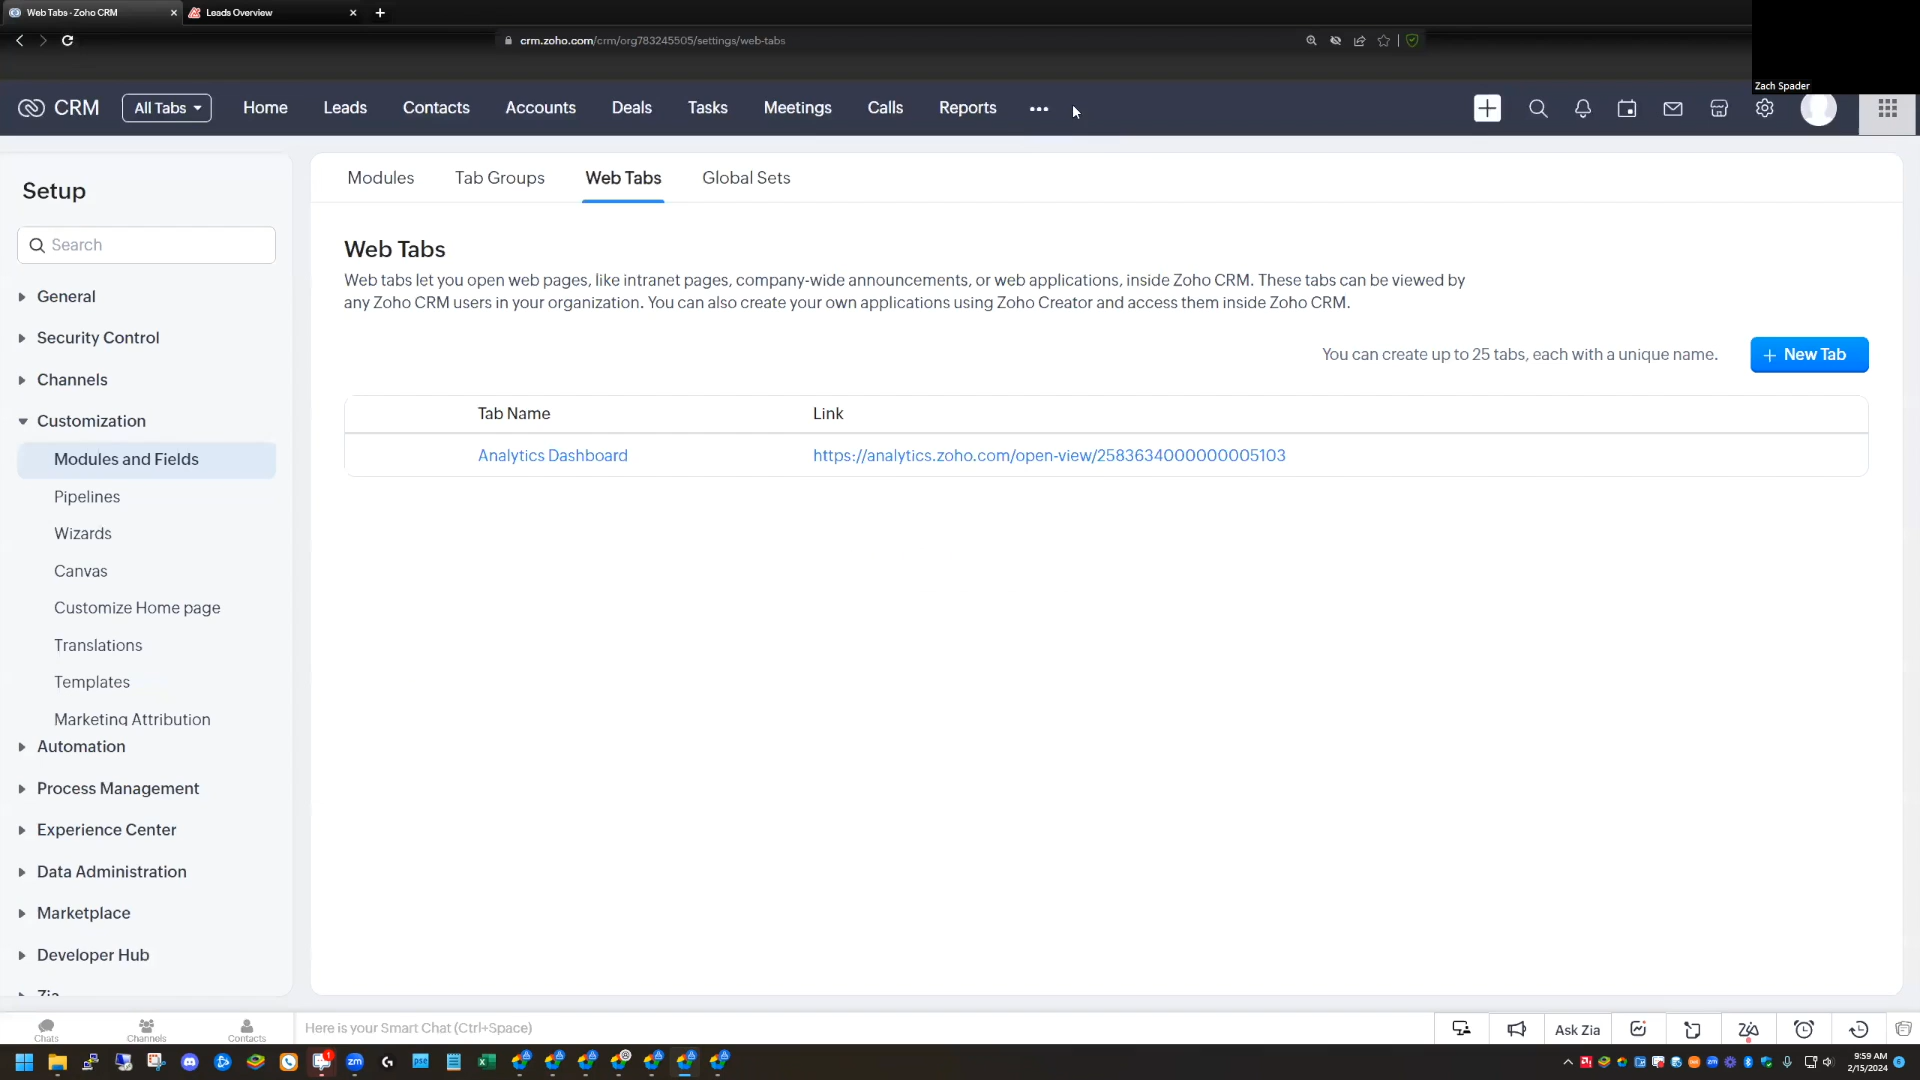 Web Tabs - Zoho CRM
Leads Overview
crm.zoho.com/crm/org783245505/settings/web-tabs
Zach Spader
CRM
All Tabs
Home
Leads
Contacts
Accounts
Deals
Tasks
Meetings
Calls
Reports
Setup
Search
General
Security Control
Channels
Customization
Modules and Fields
Pipelines
Wizards
Canvas
Customize Home page
Translations
Templates
Marketing Attribution
Automation
Process Management
Experience Center
Data Administration
Marketplace
Developer Hub
Zia
Modules
Tab Groups
Web Tabs
Global Sets
Web Tabs
Web tabs let you open web pages, like intranet pages, company-wide announcements, or web applications, inside Zoho CRM. These tabs can be viewed by
any Zoho CRM users in your organization. You can also create your own applications using Zoho Creator and access them inside Zoho CRM.
You can create up to 25 tabs, each with a unique name.
+ New Tab
Tab Name
Link
Analytics Dashboard
https://analytics.zoho.com/open-view/2583634000000005103
Chats
Channels
Contacts
Here is your Smart Chat (Ctrl+Space)
Ask Zia
9:59 AM
2/15/2024